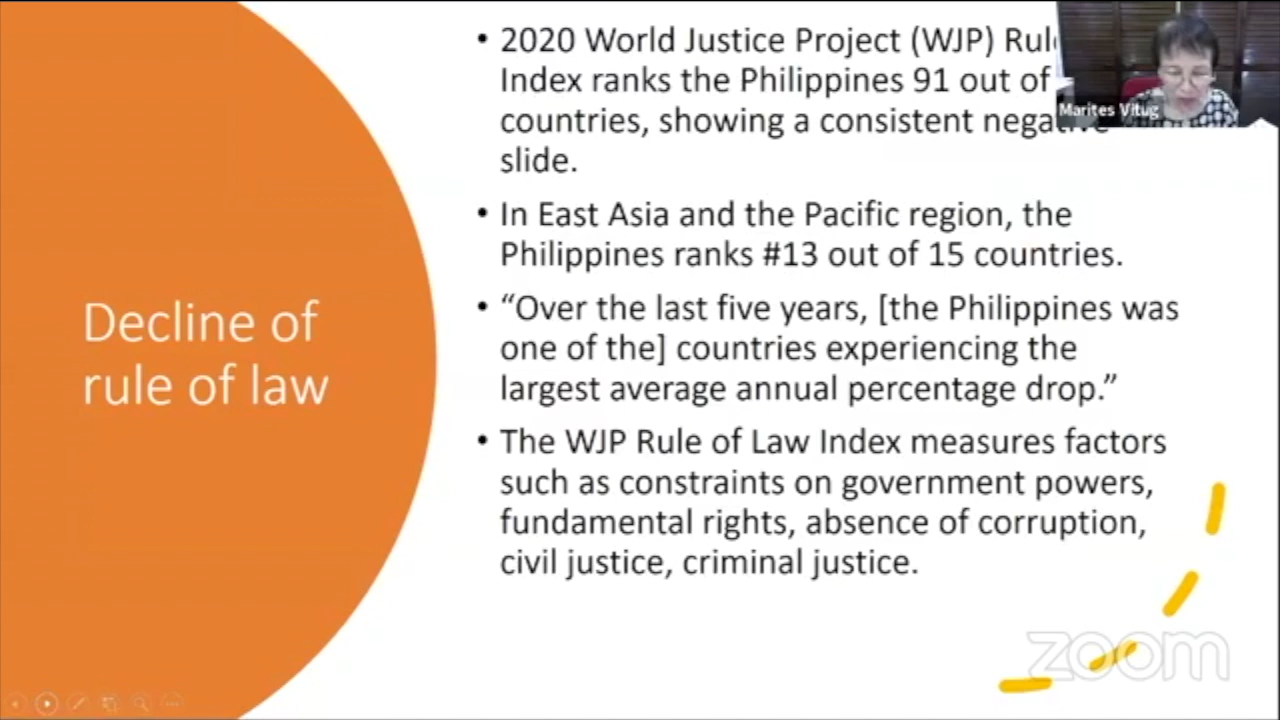 • 2020 World Justice Project (WJP)
Index ranks the Philippines 91 out of
countries, showing a consistent negative
slide.
• In East Asia and the Pacific region, the
Philippines ranks #13 out of 15 countries.
• “Over the last five years, [the Philippines was
one of the] countries experiencing the
largest average annual percentage drop.”
• The WJP Rule of Law Index measures factors
such as constraints on government powers,
fundamental rights, absence of corruption,
civil justice, criminal justice.
Decline of
rule of law
Marites Vitug
zoom